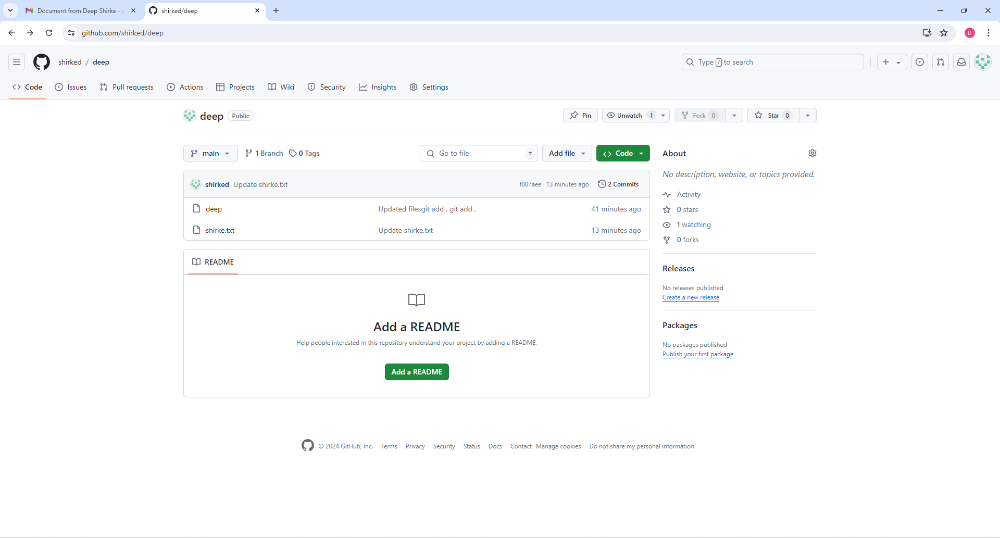 Document from Deep Shirke -
shirked/deep
github.com/shirked/deep
D
shirked / deep
Type / to search
Code Issues Pull requests Actions Projects Wiki Security Insights Settings
deep Public
Pin Unwatch 1 Fork 0 Star 0
main 1 Branch 0 Tags Go to file t Add file Code
shirked Update shirke.txt f007aee · 13 minutes ago 2 Commits
deep Updated filesgit add . git add . 41 minutes ago
shirke.txt Update shirke.txt 13 minutes ago
README
Add a README
Help people interested in this repository understand your project by adding a README.
Add a README
About
No description, website, or topics provided.
Activity
0 stars
1 watching
0 forks
Releases
No releases published
Create a new release
Packages
No packages published
Publish your first package
© 2024 GitHub, Inc. Terms Privacy Security Status Docs Contact Manage cookies Do not share my personal information